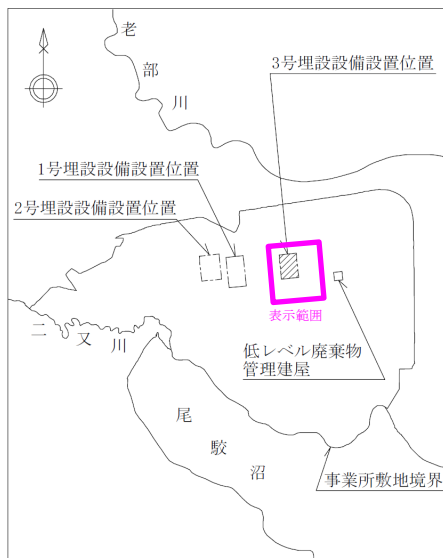 老部川
3号埋設設備設置位置
1号埋設設備設置位置
2号埋設設備設置位置
表示範囲
二又川
低レベル廃棄物
管理建屋
尾駮沼
事業所敷地境界